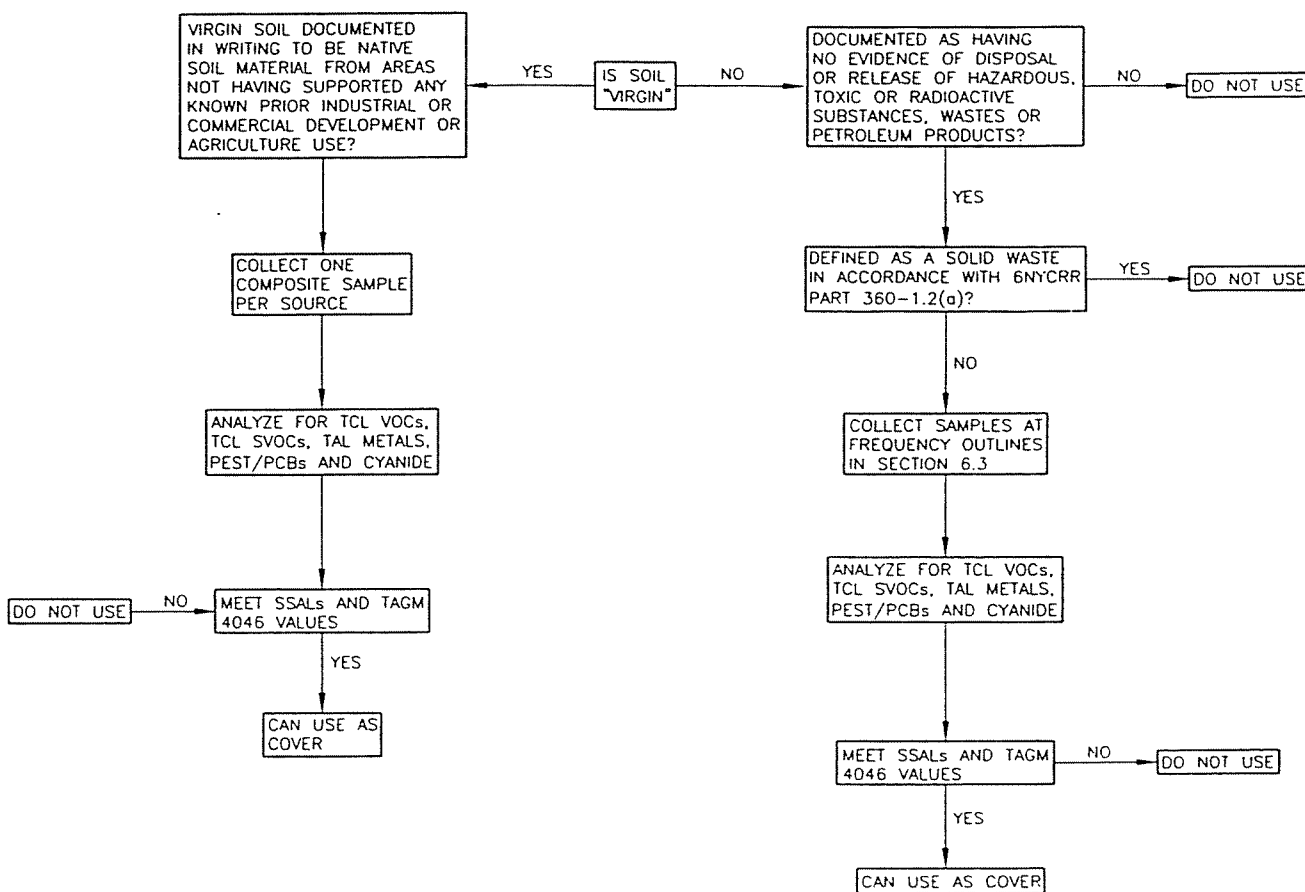 IS SOIL
"VIRGIN"
YES
VIRGIN SOIL DOCUMENTED
IN WRITING TO BE NATIVE
SOIL MATERIAL FROM AREAS
NOT HAVING SUPPORTED ANY
KNOWN PRIOR INDUSTRIAL OR
COMMERCIAL DEVELOPMENT OR
AGRICULTURE USE?
COLLECT ONE
COMPOSITE SAMPLE
PER SOURCE
ANALYZE FOR TCL VOCs,
TCL SVOCs, TAL METALS,
PEST/PCBs AND CYANIDE
MEET SSALs AND TAGM
4046 VALUES
NO
DO NOT USE
YES
CAN USE AS
COVER
NO
DOCUMENTED AS HAVING
NO EVIDENCE OF DISPOSAL
OR RELEASE OF HAZARDOUS,
TOXIC OR RADIOACTIVE
SUBSTANCES, WASTES OR
PETROLEUM PRODUCTS?
NO
DO NOT USE
YES
DEFINED AS A SOLID WASTE
IN ACCORDANCE WITH 6NYCRR
PART 360-1.2(a)?
YES
DO NOT USE
NO
COLLECT SAMPLES AT
FREQUENCY OUTLINES
IN SECTION 6.3
ANALYZE FOR TCL VOCs,
TCL SVOCs, TAL METALS,
PEST/PCBs AND CYANIDE
MEET SSALs AND TAGM
4046 VALUES
NO
DO NOT USE
YES
CAN USE AS COVER